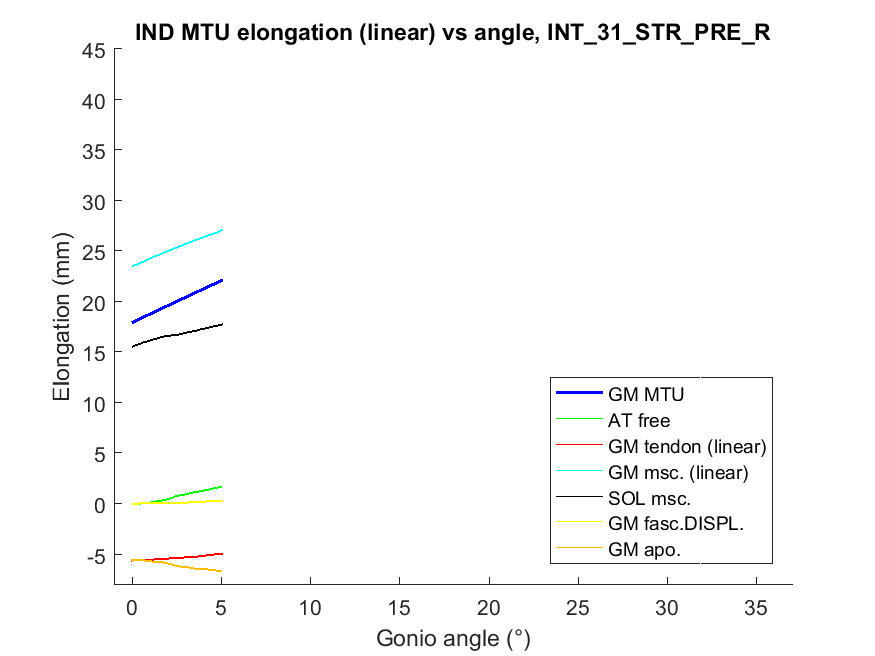 IND MTU elongation (linear) vs angle, INT_31_STR_PRE_R
45
40
35
30
25
20
15
10
5
0
-5
Elongation (mm)
GM MTU
AT free
GM tendon (linear)
GM msc. (linear)
SOL msc.
GM fasc.DISPL.
GM apo.
0 5 10 15 20 25 30 35
Gonio angle (°)